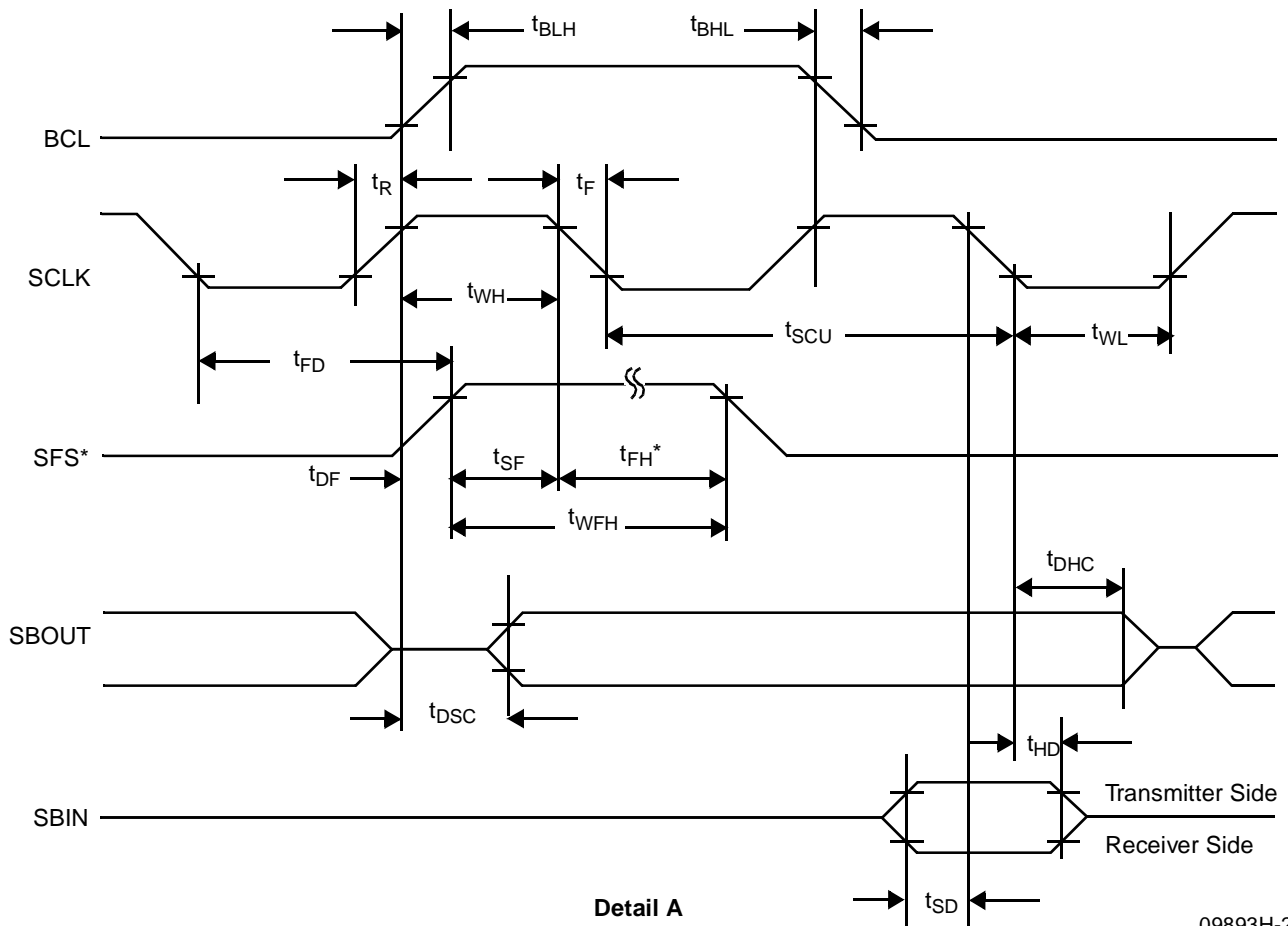 tBLH
tBHL
BCL
tR
tF
SCLK
tWH
tSCU
tWL
tFD
SFS*
tDF
tSF
tFH*
tWFH
tDHC
SBOUT
tDSC
tHD
Transmitter Side
SBIN
Receiver Side
tSD
Detail A